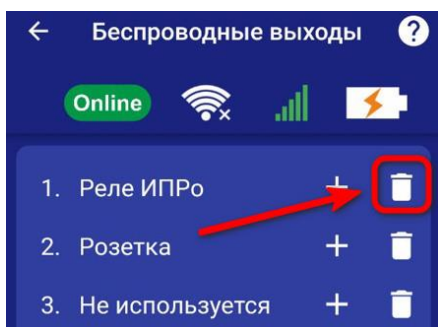 Беспроводные выходы ?
Online
1. Реле ИПРо +
2. Розетка +
3. Не используется +